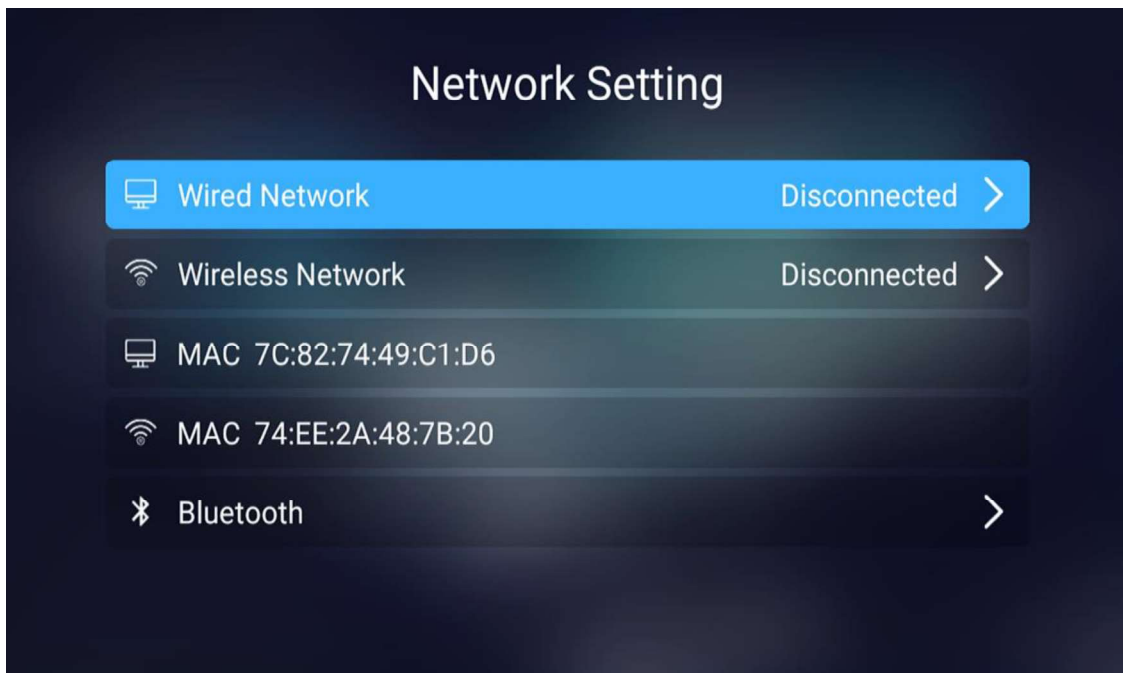 Network Setting
Wired Network Disconnected
Wireless Network Disconnected
MAC 7C:82:74:49:C1:D6
MAC 74:EE:2A:48:7B:20
Bluetooth